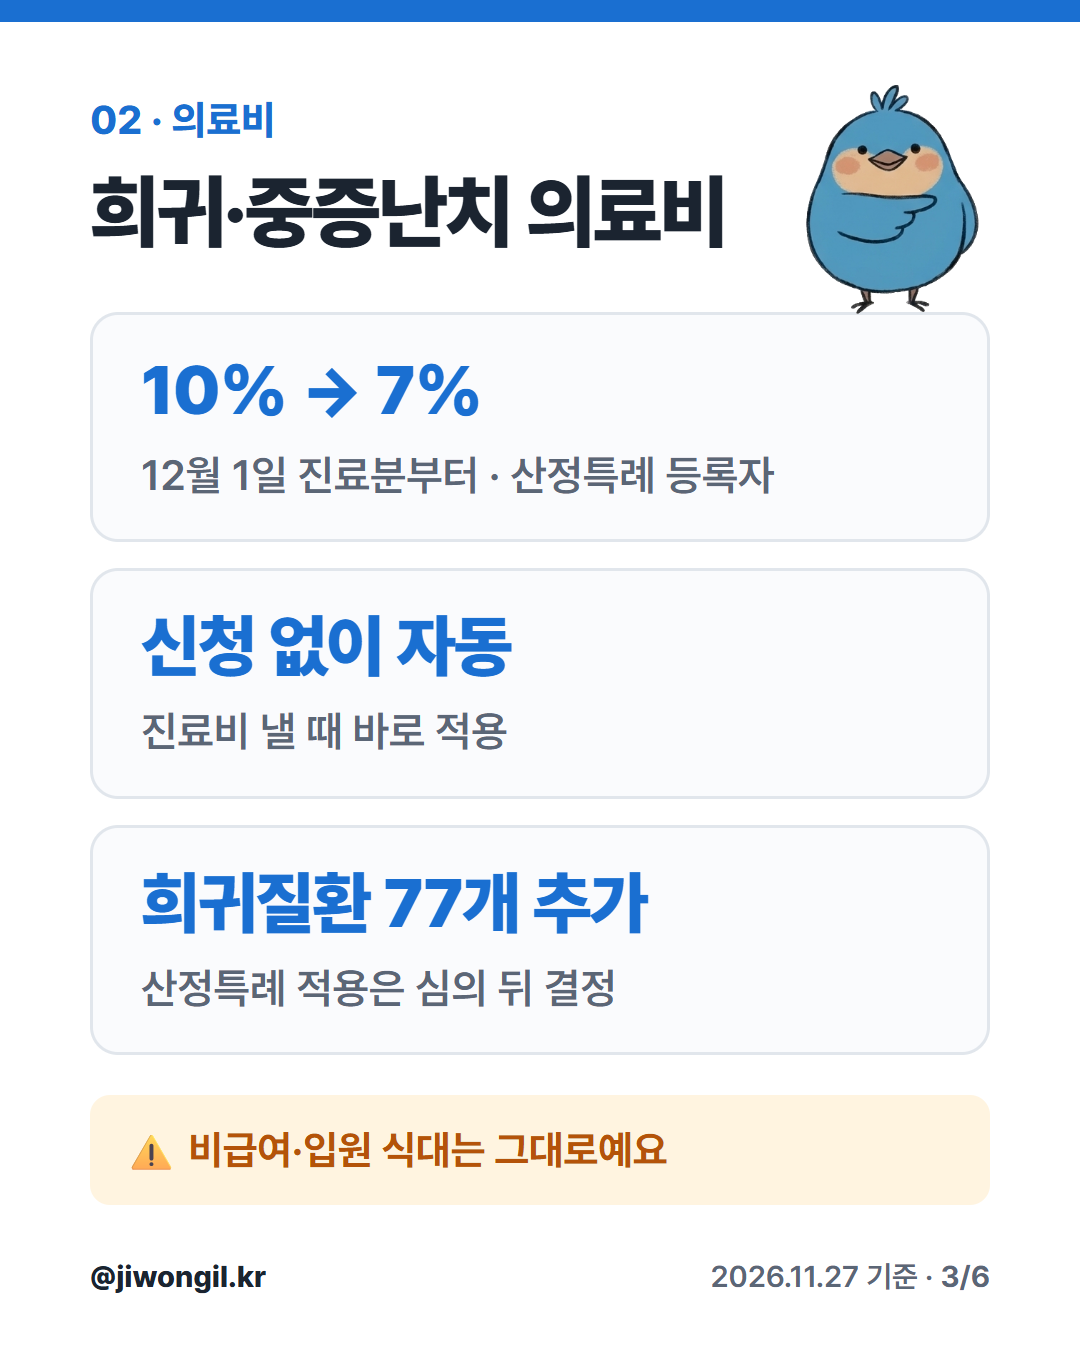 02 · 의료비
희귀·중증난치 의료비
10% → 7%
12월 1일 진료분부터 · 산정특례 등록자
신청 없이 자동
진료비 낼 때 바로 적용
희귀질환 77개 추가
산정특례 적용은 심의 뒤 결정
⚠️ 비급여·입원 식대는 그대로예요
@jiwongil.kr
2026.11.27 기준 · 3/6